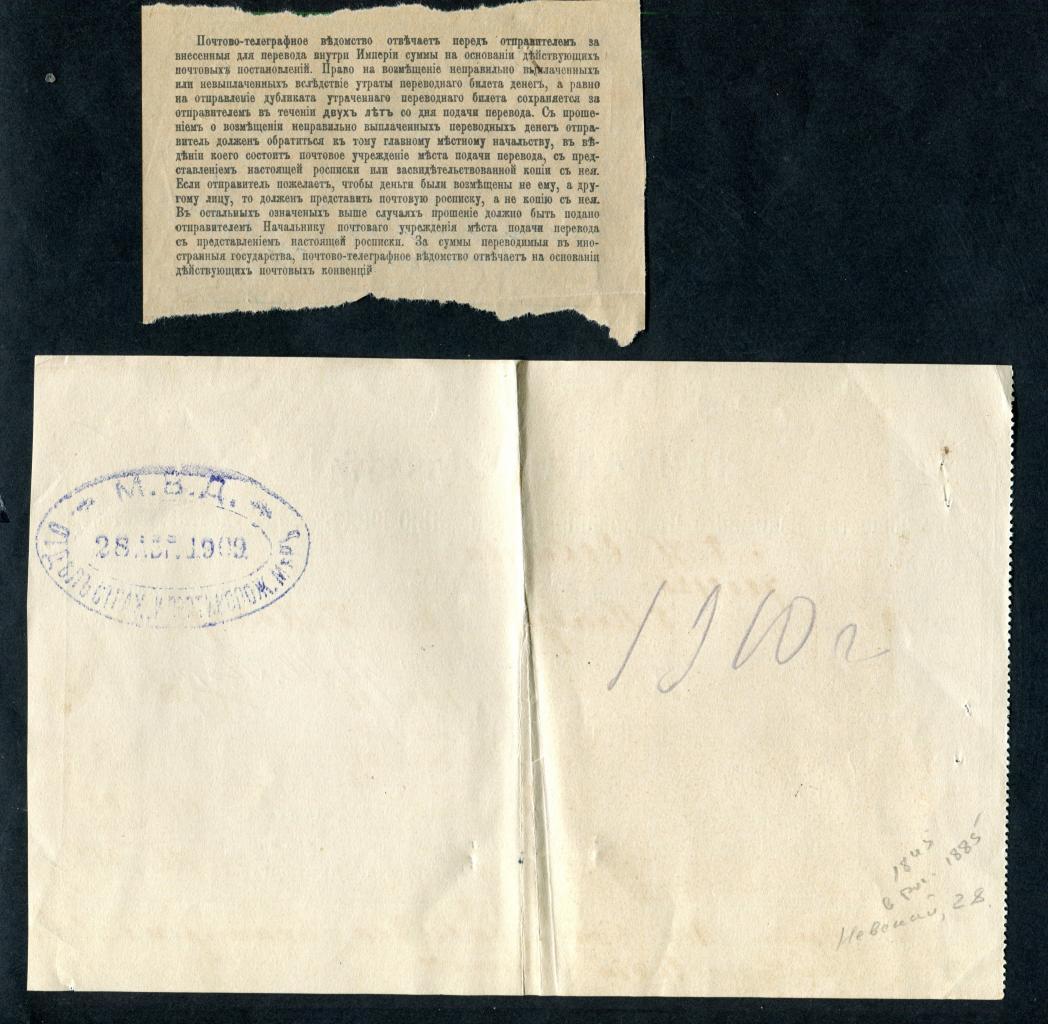 Почтово-телеграфное вѣдомство отвѣчаетъ передъ отправителемъ за
внесенныя для перевода внутри Имперіи суммы на основаніи дѣйствующихъ
почтовыхъ постановленій. Право на возмѣщеніе неправильно выплаченныхъ
или невыплаченныхъ вслѣдствіе утраты переводнаго билета денегъ, а равно
на отправленіе дубликата утраченнаго переводнаго билета сохраняется за
отправителемъ въ теченіи двухъ лѣтъ со дня подачи перевода. Съ проше-
ніемъ о возмѣщеніи неправильно выплаченныхъ переводныхъ денегъ отпра-
витель долженъ обратиться къ тому главному мѣстному начальству, въ вѣ-
дѣніи коего состоитъ почтовое учрежденіе мѣста подачи перевода, съ пред-
ставленіемъ настоящей росписки или засвидѣтельствованной копіи съ нея.
Если отправитель пожелаетъ, чтобы деньги были возмѣщены не ему, а дру-
гому лицу, то долженъ представить почтовую росписку, а не копію съ нея.
Въ остальныхъ означеныхъ выше случаяхъ прошеніе должно быть подано
отправителемъ Начальнику почтоваго учрежденія мѣста подачи перевода
съ представленіемъ настоящей росписки. За суммы переводимыя въ ино-
странныя государства, почтово-телеграфное вѣдомство отвѣчаетъ на основаніи
дѣйствующихъ почтовыхъ конвенцій
М.В.Д.
28 АПР. 1909
1910 г
1845
1885
Невский, 28.